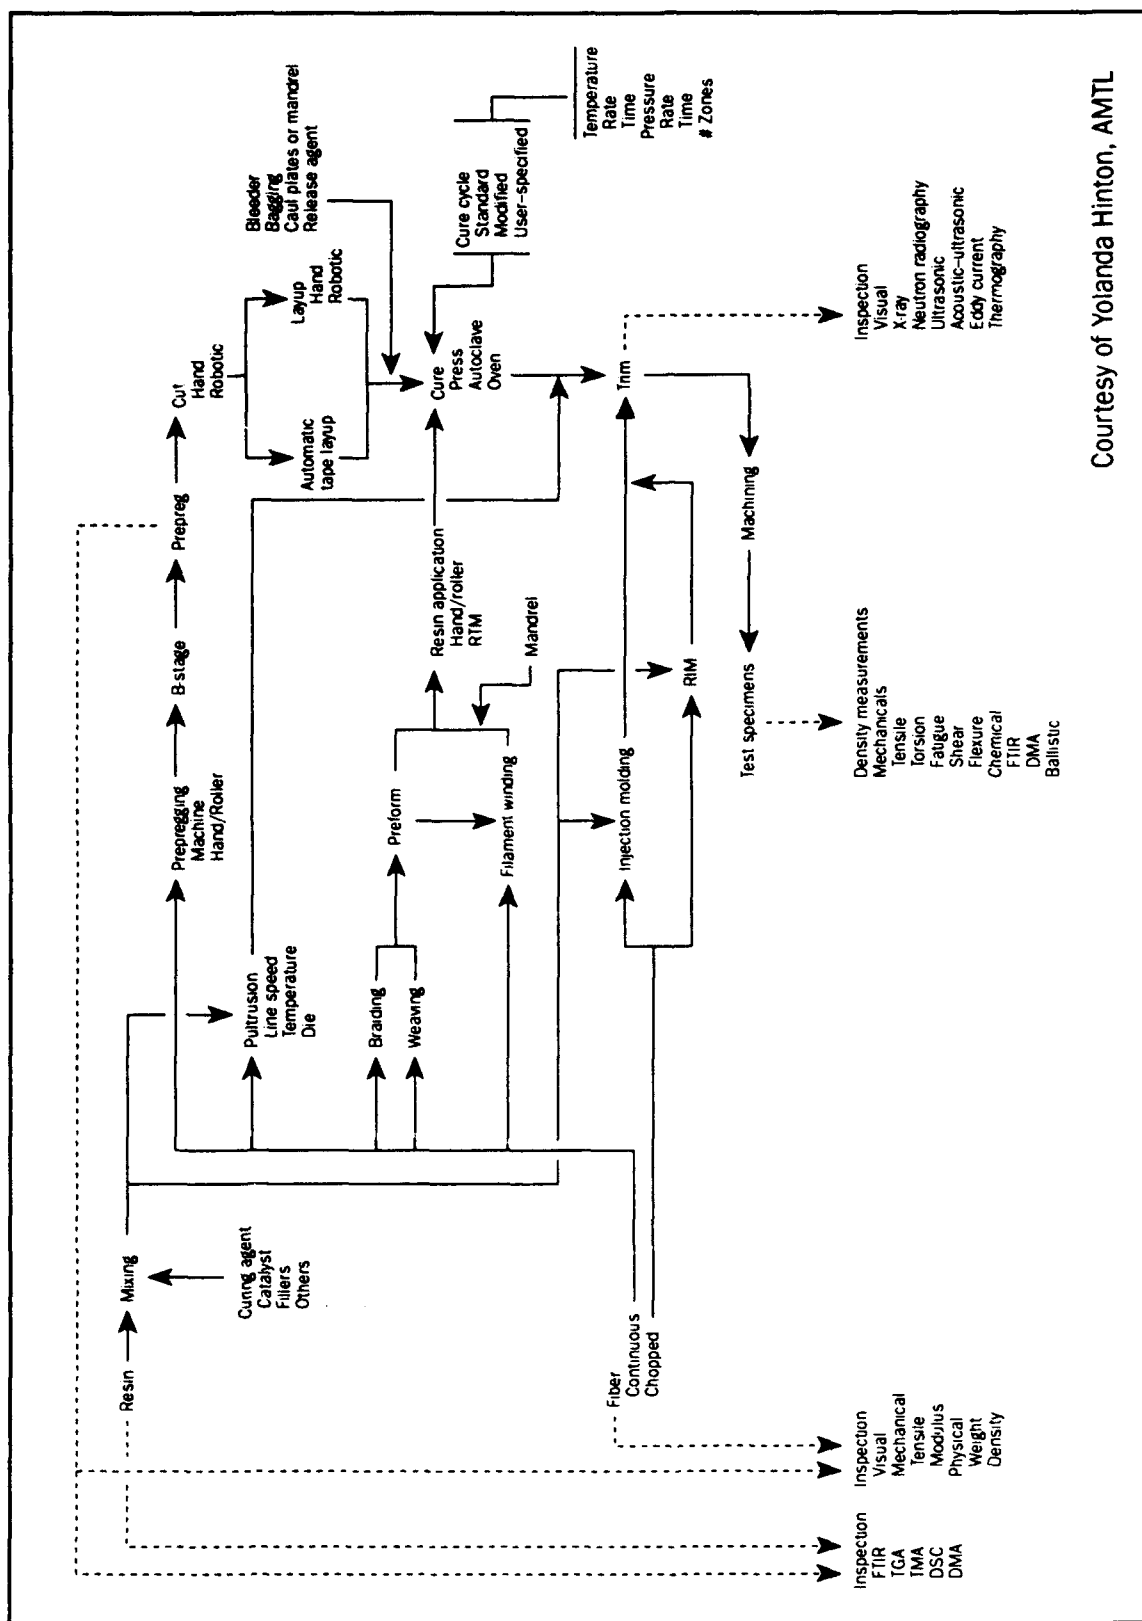 Resin
Mixing
Curing agent
Catalyst
Fillers
Others
Prepregging
Machine
Hand/Roller
B-stage
Prepreg
Cut
Hand
Robotic
Automatic
tape layup
Layup
Hand
Robotic
Bleeder
Bagging
Caul plates or mandrel
Release agent
Pultrusion
Line speed
Temperature
Die
Braiding
Weaving
Preform
Filament winding
Mandrel
Resin application
Hand/roller
RTM
Cure
Press
Autoclave
Oven
Cure cycle
Standard
Modified
User-specified
Temperature
Rate
Time
Pressure
Rate
Time
# Zones
Fiber
Continuous
Chopped
Injection molding
RIM
Trim
Machining
Test specimens
Inspection
FTIR
TGA
TMA
DSC
DMA
Inspection
Visual
Mechanical
Tensile
Modulus
Physical
Weight
Density
Density measurements
Mechanicals
Tensile
Torsion
Fatigue
Shear
Flexure
Chemical
FTIR
DMA
Ballistic
Inspection
Visual
X-ray
Neutron radiography
Ultrasonic
Acoustic-ultrasonic
Eddy current
Thermography
Courtesy of Yolanda Hinton, AMTL